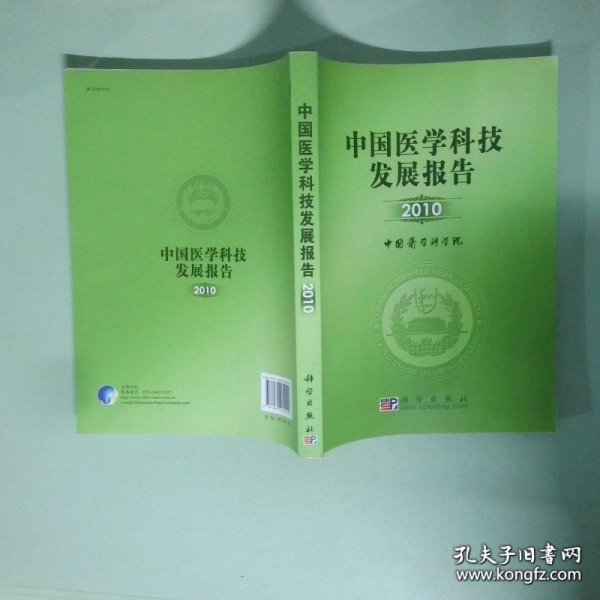 中国医学科技
发展报告
2010
中国医学科学院
科学出版社
www.sciencep.com
中国医学科技发展报告 2010
科学出版社
中国医学科技
发展报告
2010
孔夫子旧书网
www.kongfz.com